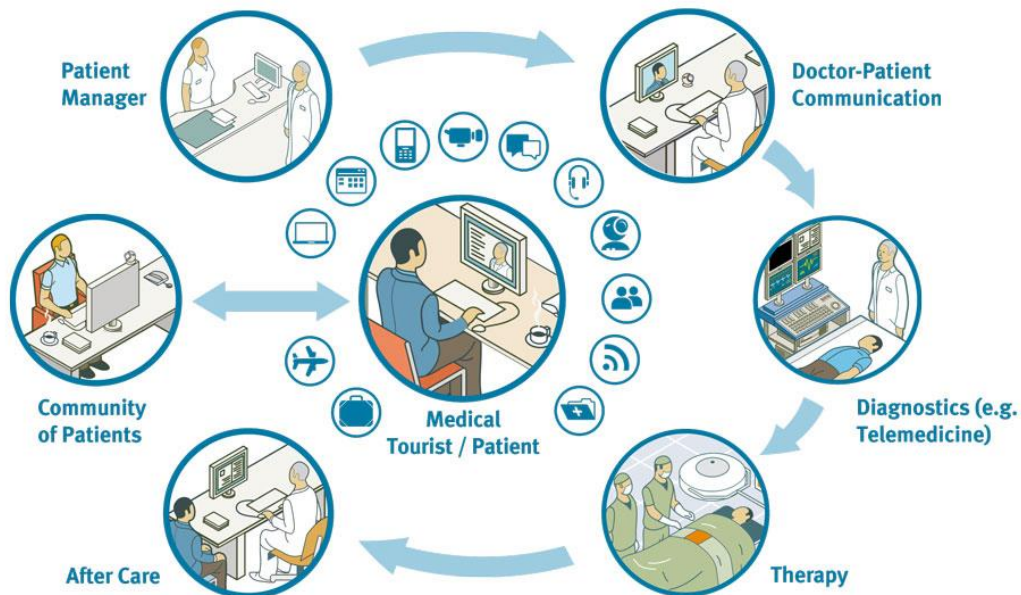 Patient
Manager
Doctor-Patient
Communication
Community
of Patients
Medical
Tourist / Patient
Diagnostics (e.g.
Telemedicine)
After Care
Therapy